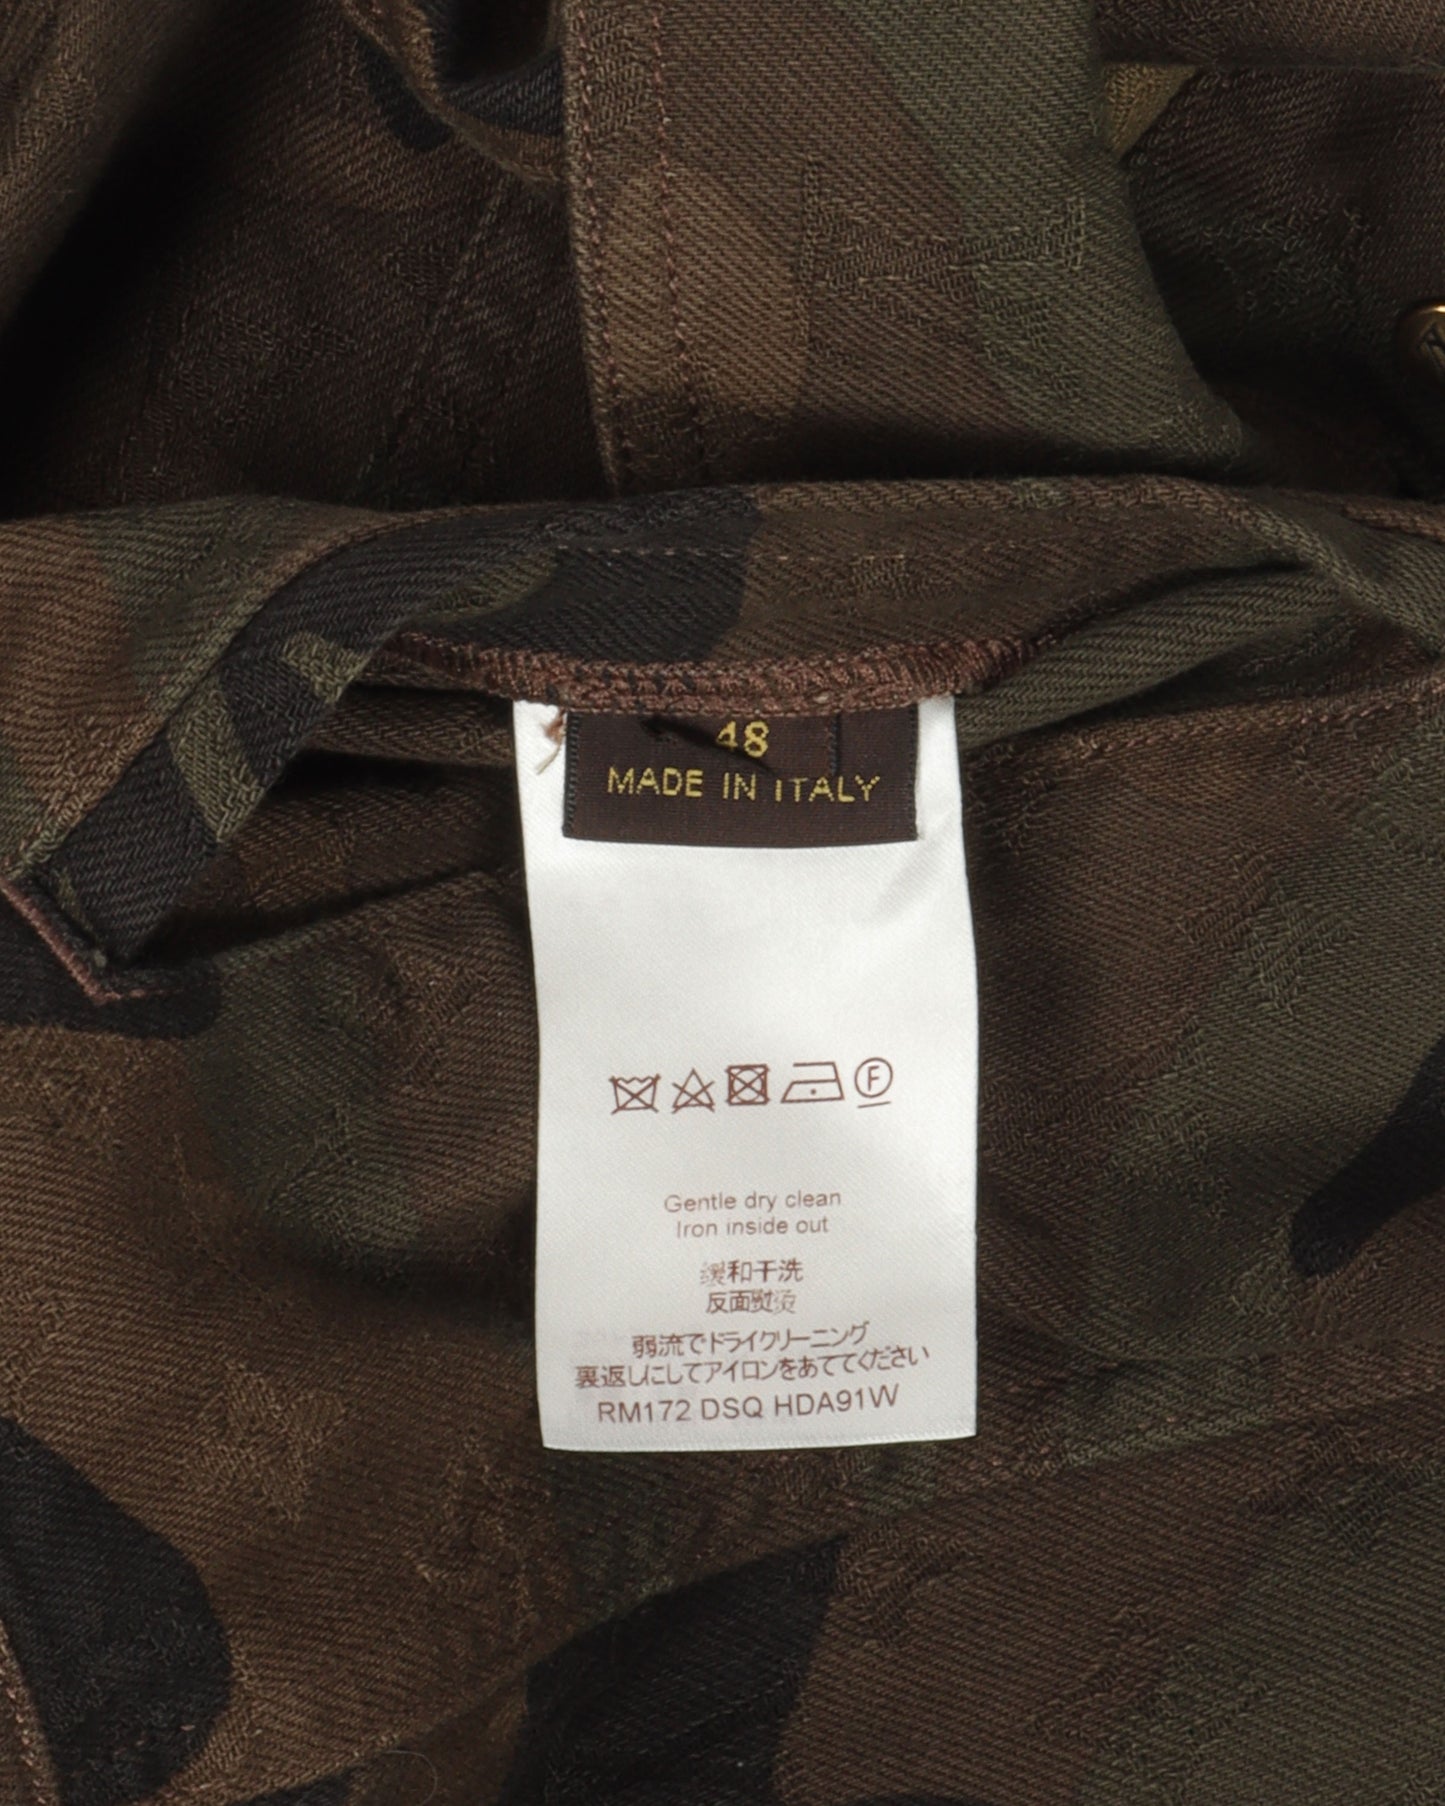 48
MADE IN ITALY
F
Gentle dry clean
Iron inside out
缓和干洗
反面熨烫
弱流でドライクリーニング
裏返しにしてアイロンをあててください
RM172 DSQ HDA91W